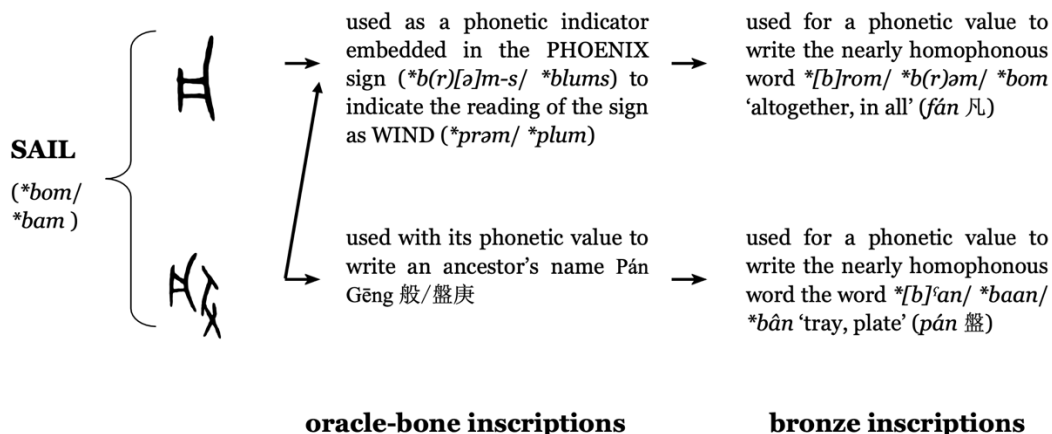 SAIL
(*bom/
*bam )
used as a phonetic indicator
embedded in the PHOENIX
sign (*b(r)[ə]m-s/ *blums) to
indicate the reading of the sign
as WIND (*prəm/ *plum)
used for a phonetic value to
write the nearly homophonous
word *[b]rom/ *b(r)əm/ *bom
‘altogether, in all’ (fán 凡)
used with its phonetic value to
write an ancestor’s name Pán
Gēng 般/盤庚
used for a phonetic value to
write the nearly homophonous
word the word *[b]ˤan/ *baan/
*bân ‘tray, plate’ (pán 盤)
oracle-bone inscriptions
bronze inscriptions